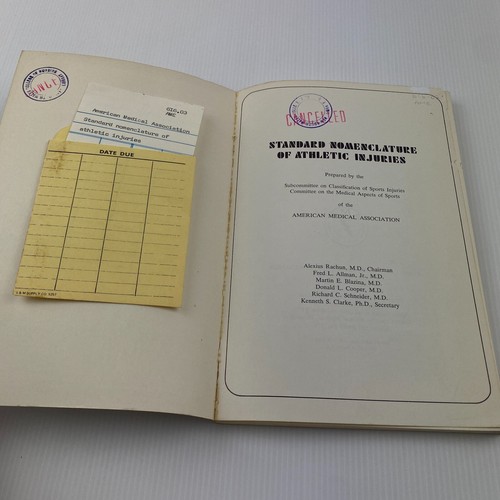 ONLY
610.03
AME
American Medical Association
Standard nomenclature of
athletic injuries
DATE DUE
CANCELLED
STANDARD NOMENCLATURE
OF ATHLETIC INJURIES
Prepared by the
Subcommittee on Classification of Sports Injuries
Committee on the Medical Aspects of Sports
of the
AMERICAN MEDICAL ASSOCIATION
Alexius Rachun, M.D., Chairman
Fred L. Allman, Jr., M.D.
Martin E. Blazina, M.D.
Donald L. Cooper, M.D.
Richard C. Schneider, M.D.
Kenneth S. Clarke, Ph.D., Secretary